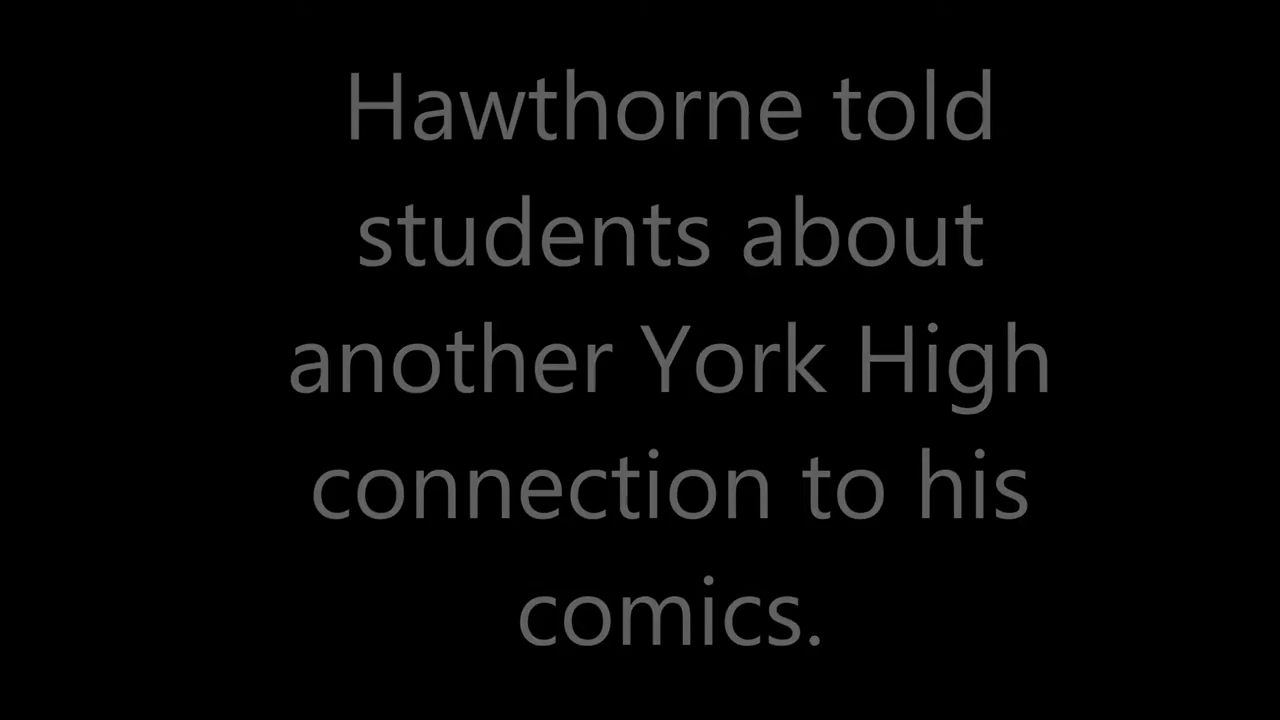 Hawthorne told
students about
another York High
connection to his
comics.